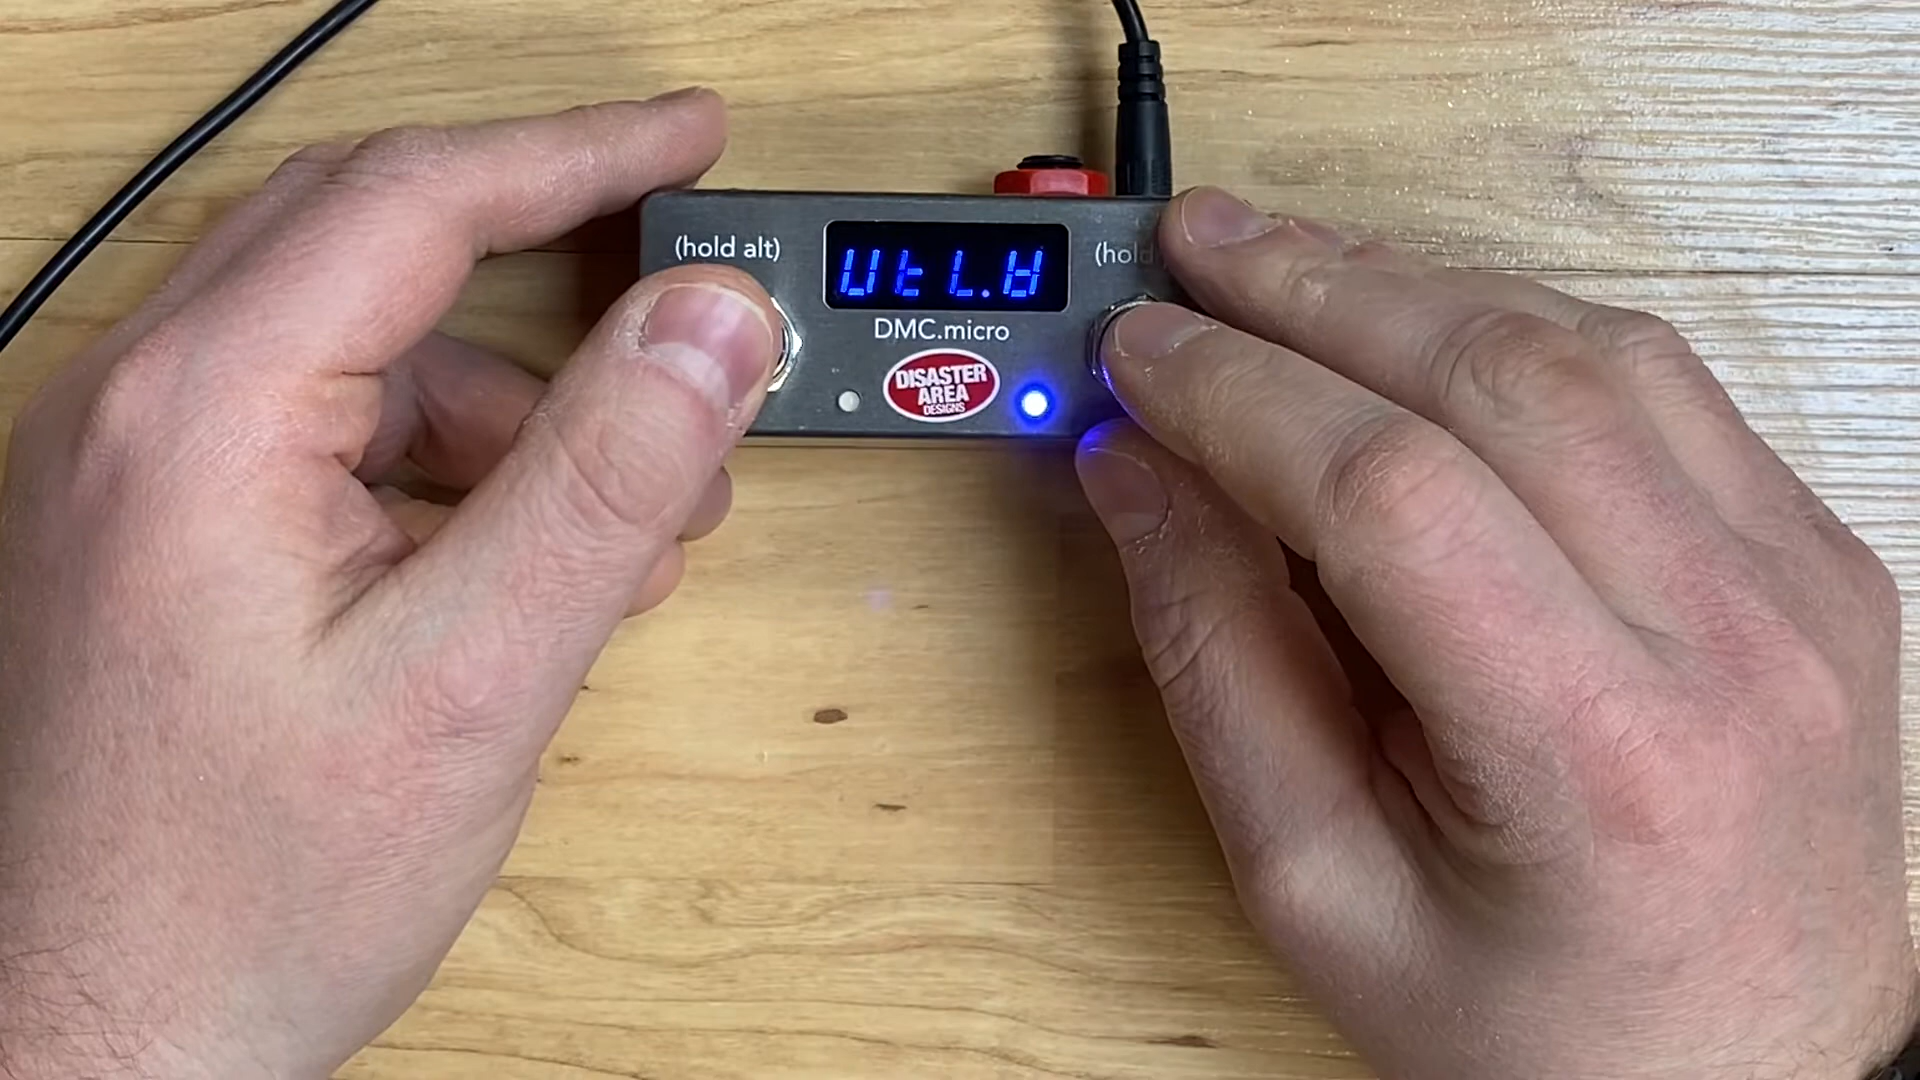 (hold alt)
(hold
UtL.
DMC.micro
DISASTER
AREA
DESIGNS